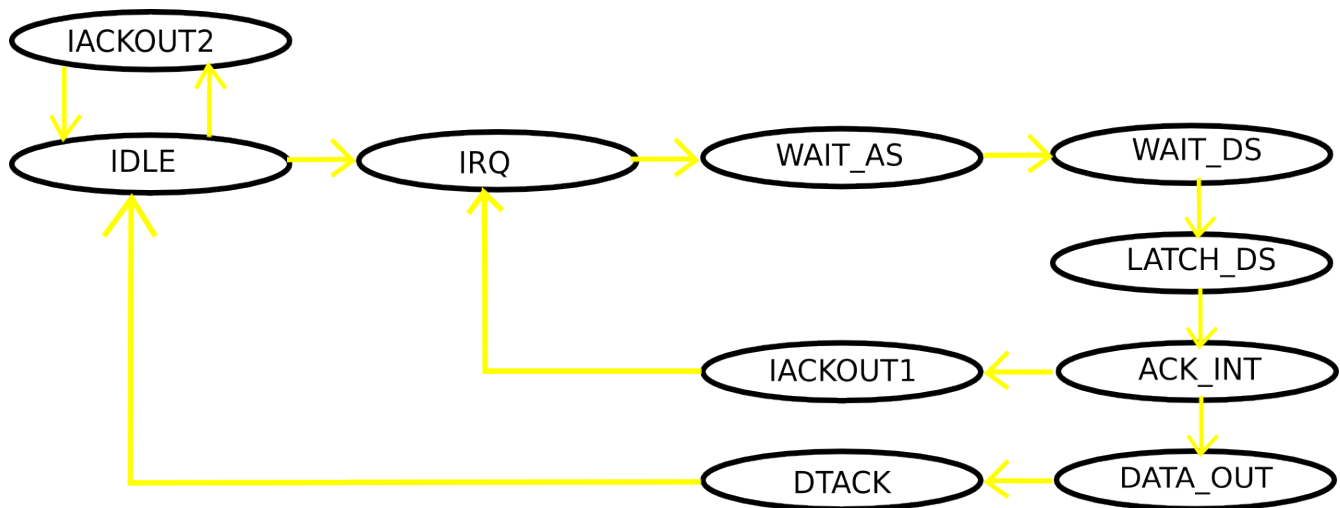 IACKOUT2
IDLE
IRQ
WAIT_AS
WAIT_DS
LATCH_DS
IACKOUT1
ACK_INT
DTACK
DATA_OUT